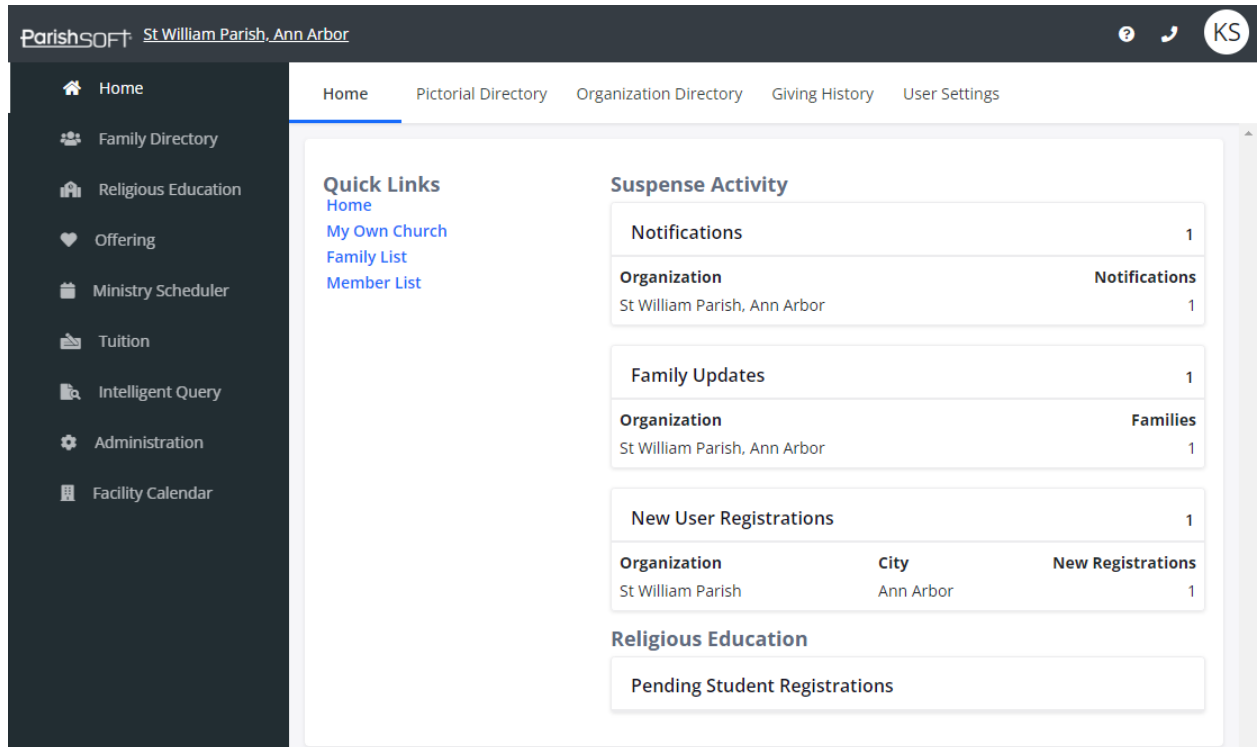 ParishSOFT St William Parish, Ann Arbor
KS
Home
Family Directory
Religious Education
Offering
Ministry Scheduler
Tuition
Intelligent Query
Administration
Facility Calendar
Home Pictorial Directory Organization Directory Giving History User Settings
Quick Links
Home
My Own Church
Family List
Member List
Suspense Activity
Notifications 1
Organization Notifications
St William Parish, Ann Arbor 1
Family Updates 1
Organization Families
St William Parish, Ann Arbor 1
New User Registrations 1
Organization City New Registrations
St William Parish Ann Arbor 1
Religious Education
Pending Student Registrations